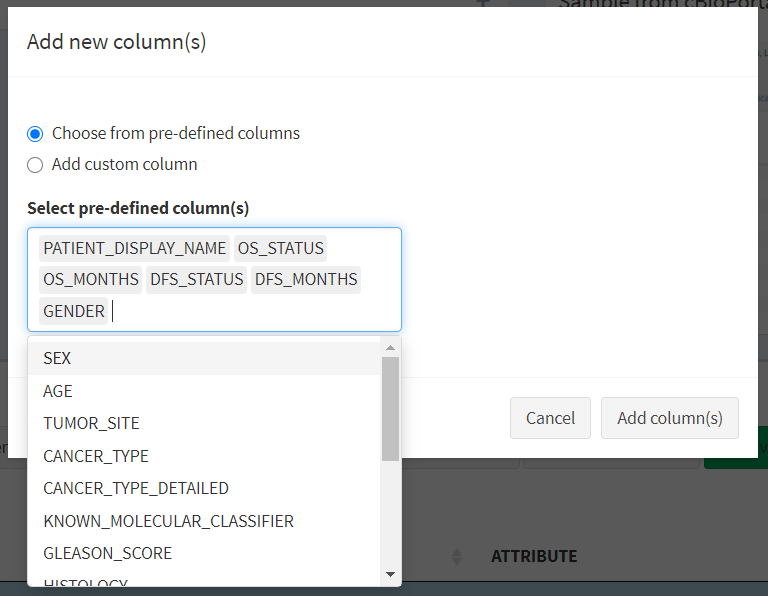 Sample from cBioPorta
Add new column(s)
Choose from pre-defined columns
Add custom column
Select pre-defined column(s)
PATIENT_DISPLAY_NAME OS_STATUS
OS_MONTHS DFS_STATUS DFS_MONTHS
GENDER
SEX
AGE
TUMOR_SITE
CANCER_TYPE
Cancel Add column(s)
CANCER_TYPE_DETAILED
KNOWN_MOLECULAR_CLASSIFIER
GLEASON_SCORE
ATTRIBUTE
HISTOLOGY